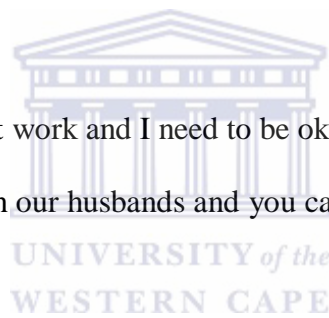 t work and I need to be ok
n our husbands and you ca
UNIVERSITY of the
WESTERN CAPE